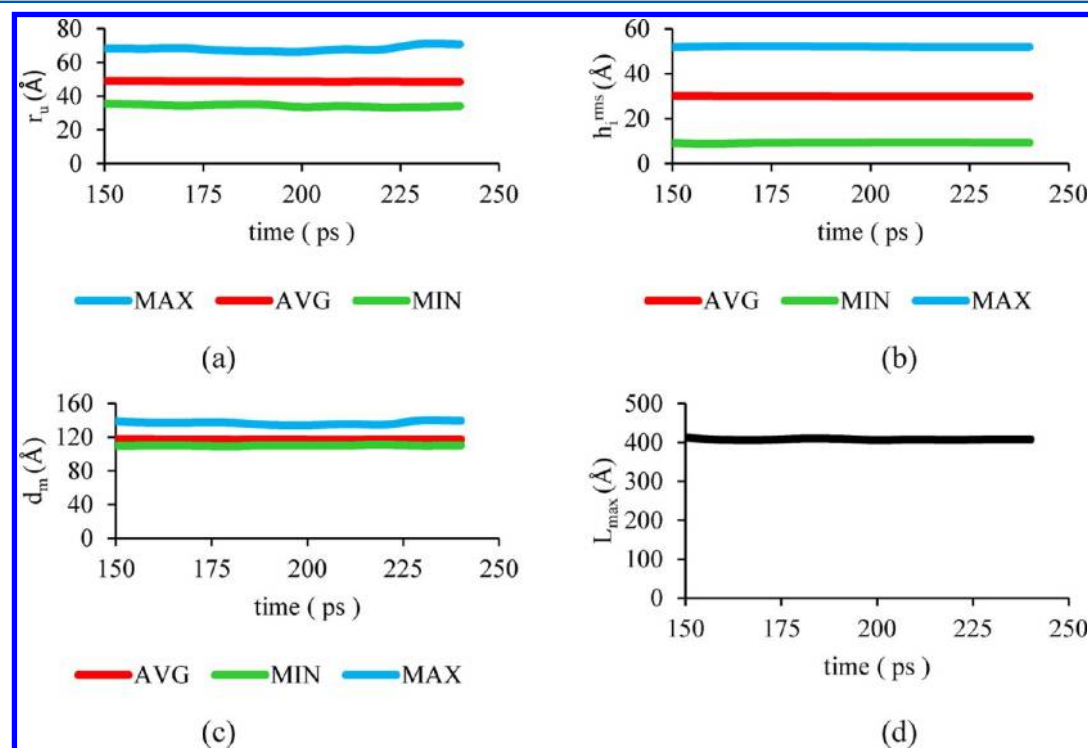 80
60
40
20
0
r_u (Å)
150 175 200 225 250
time ( ps )
MAX AVG MIN
(a)
60
40
20
0
h_i^rms (Å)
150 175 200 225 250
time ( ps )
AVG MIN MAX
(b)
160
120
80
40
0
d_m (Å)
150 175 200 225 250
time ( ps )
AVG MIN MAX
(c)
500
400
300
200
100
0
L_max (Å)
150 175 200 225 250
time ( ps )
(d)